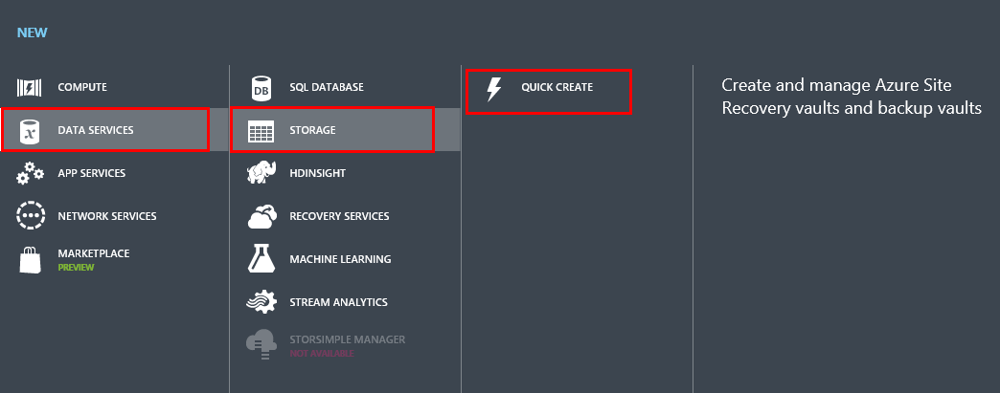 NEW
COMPUTE
DATA SERVICES
APP SERVICES
NETWORK SERVICES
MARKETPLACE
PREVIEW
DB
SQL DATABASE
STORAGE
HDINSIGHT
RECOVERY SERVICES
MACHINE LEARNING
STREAM ANALYTICS
STORSIMPLE MANAGER
NOT AVAILABLE
QUICK CREATE
Create and manage Azure Site
Recovery vaults and backup vaults